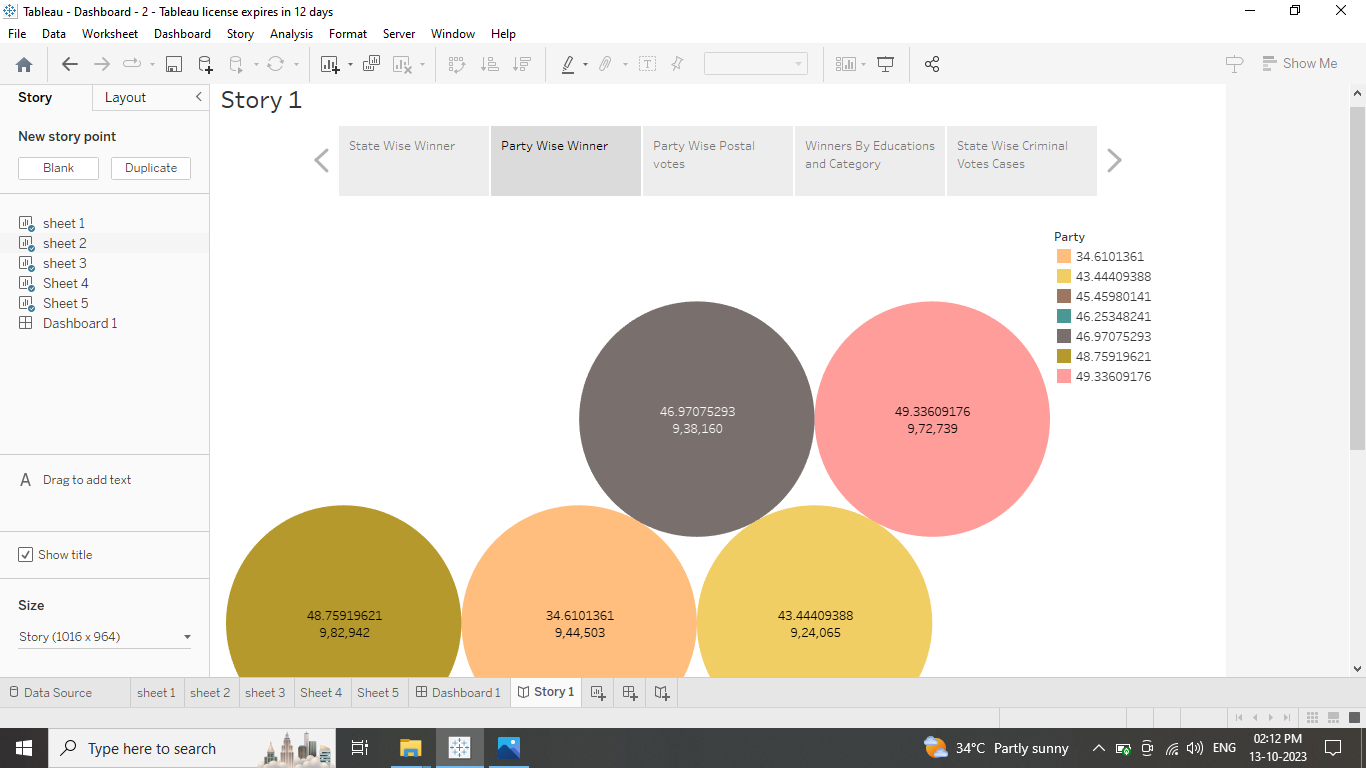 Tableau - Dashboard - 2 - Tableau license expires in 12 days
File Data Worksheet Dashboard Story Analysis Format Server Window Help
Show Me
Story Layout
New story point
Blank Duplicate
sheet 1
sheet 2
sheet 3
Sheet 4
Sheet 5
Dashboard 1
A Drag to add text
Show title
Size
Story (1016 x 964)
Story 1
State Wise Winner
Party Wise Winner
Party Wise Postal
votes
Winners By Educations
and Category
State Wise Criminal
Votes Cases
Party
34.6101361
43.44409388
45.45980141
46.25348241
46.97075293
48.75919621
49.33609176
46.97075293
9,38,160
49.33609176
9,72,739
48.75919621
9,82,942
34.6101361
9,44,503
43.44409388
9,24,065
Data Source sheet 1 sheet 2 sheet 3 Sheet 4 Sheet 5 Dashboard 1 Story 1
Type here to search
34°C Partly sunny
ENG
02:12 PM
13-10-2023